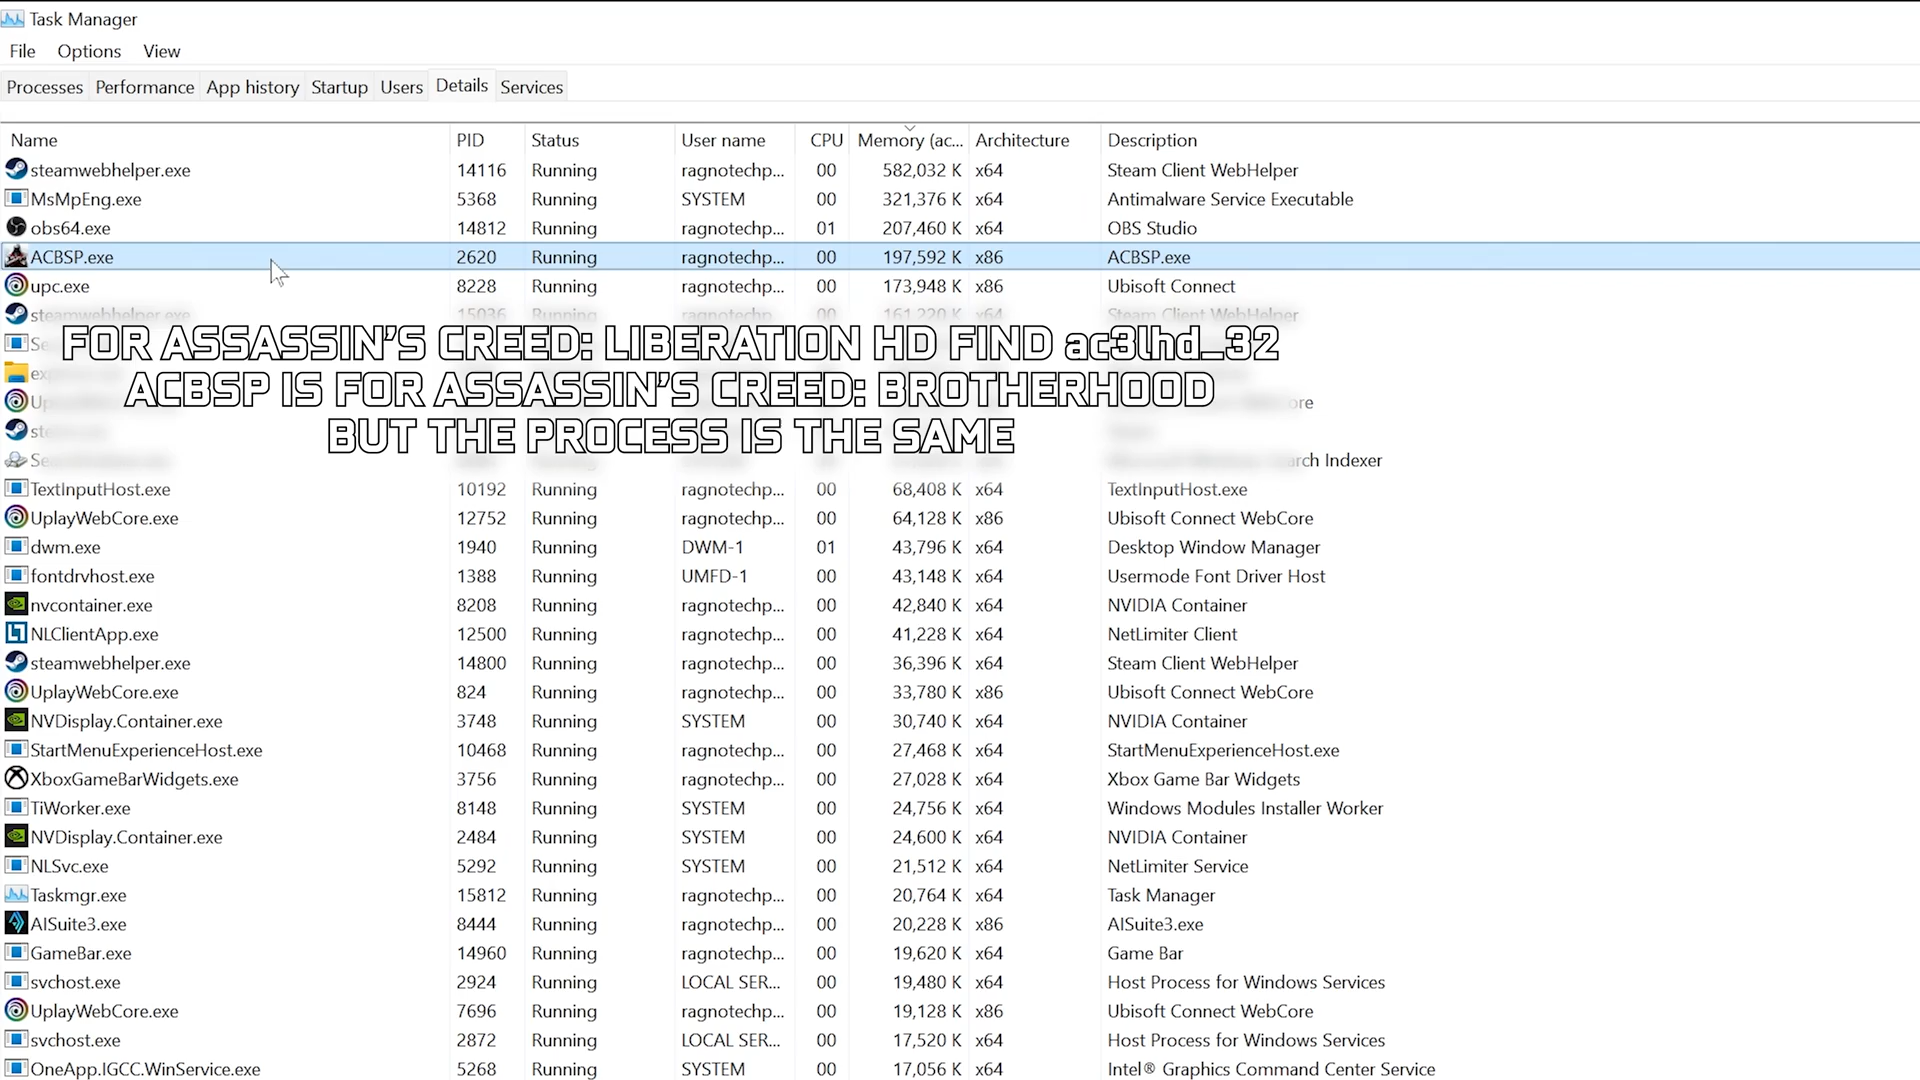 Task Manager
File Options View
Processes Performance App history Startup Users Details Services
Name PID Status User name CPU Memory (ac... Architecture Description
steamwebhelper.exe 14116 Running ragnotechp... 00 582,032 K x64 Steam Client WebHelper
MsMpEng.exe 5368 Running SYSTEM 00 321,376 K x64 Antimalware Service Executable
obs64.exe 14812 Running ragnotechp... 01 207,460 K x64 OBS Studio
ACBSP.exe 2620 Running ragnotechp... 00 197,592 K x86 ACBSP.exe
upc.exe 8228 Running ragnotechp... 00 173,948 K x86 Ubisoft Connect
steamwebhelper.exe 15036 Running ragnotechp... 00 161,220 K x64 Steam Client WebHelper
FOR ASSASSIN'S CREED: LIBERATION HD FIND ac3lhd_32
ACBSP IS FOR ASSASSIN'S CREED: BROTHERHOOD
BUT THE PROCESS IS THE SAME
TextInputHost.exe 10192 Running ragnotechp... 00 68,408 K x64 TextInputHost.exe
UplayWebCore.exe 12752 Running ragnotechp... 00 64,128 K x86 Ubisoft Connect WebCore
dwm.exe 1940 Running DWM-1 01 43,796 K x64 Desktop Window Manager
fontdrvhost.exe 1388 Running UMFD-1 00 43,148 K x64 Usermode Font Driver Host
nvcontainer.exe 8208 Running ragnotechp... 00 42,840 K x64 NVIDIA Container
NLClientApp.exe 12500 Running ragnotechp... 00 41,228 K x64 NetLimiter Client
steamwebhelper.exe 14800 Running ragnotechp... 00 36,396 K x64 Steam Client WebHelper
UplayWebCore.exe 824 Running ragnotechp... 00 33,780 K x86 Ubisoft Connect WebCore
NVDisplay.Container.exe 3748 Running SYSTEM 00 30,740 K x64 NVIDIA Container
StartMenuExperienceHost.exe 10468 Running ragnotechp... 00 27,468 K x64 StartMenuExperienceHost.exe
XboxGameBarWidgets.exe 3756 Running ragnotechp... 00 27,028 K x64 Xbox Game Bar Widgets
TiWorker.exe 8148 Running SYSTEM 00 24,756 K x64 Windows Modules Installer Worker
NVDisplay.Container.exe 2484 Running SYSTEM 00 24,600 K x64 NVIDIA Container
NLSvc.exe 5292 Running SYSTEM 00 21,512 K x64 NetLimiter Service
Taskmgr.exe 15812 Running ragnotechp... 00 20,764 K x64 Task Manager
AISuite3.exe 8444 Running ragnotechp... 00 20,228 K x86 AISuite3.exe
GameBar.exe 14960 Running ragnotechp... 00 19,620 K x64 Game Bar
svchost.exe 2924 Running LOCAL SER... 00 19,480 K x64 Host Process for Windows Services
UplayWebCore.exe 7696 Running ragnotechp... 00 19,128 K x86 Ubisoft Connect WebCore
svchost.exe 2872 Running LOCAL SER... 00 17,520 K x64 Host Process for Windows Services
OneApp.IGCC.WinService.exe 5268 Running SYSTEM 00 17,056 K x64 Intel® Graphics Command Center Service